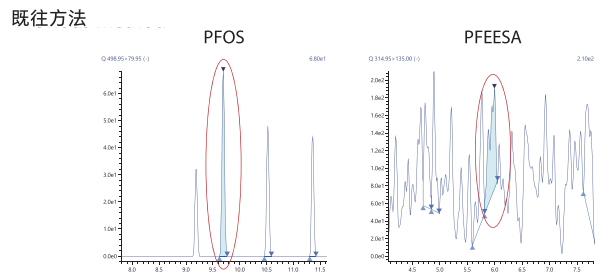 既往方法
PFOS
PFEESA
Q 498.95>79.95 (-)
6.80e1
Q 314.95>135.00 (-)
2.10e2
6.0e1
5.0e1
4.0e1
3.0e1
2.0e1
1.0e1
0.0e0
8.0 8.5 9.0 9.5 10.0 10.5 11.0 11.5
2.0e2
1.8e2
1.6e2
1.4e2
1.2e2
1.0e2
8.0e1
6.0e1
4.0e1
2.0e1
0.0e0
4.5 5.0 5.5 6.0 6.5 7.0 7.5